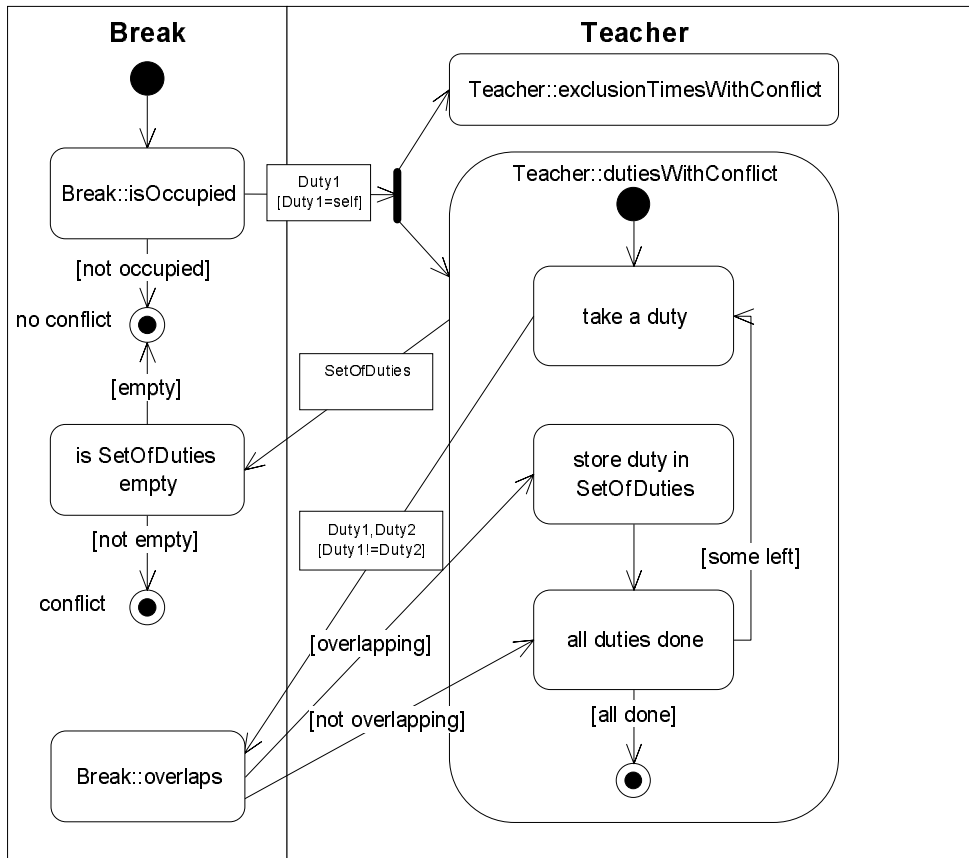 Break
Teacher
Teacher::exclusionTimesWithConflict
Break::isOccupied
Duty1
[Duty1=self]
Teacher::dutiesWithConflict
[not occupied]
no conflict
take a duty
SetOfDuties
[empty]
is SetOfDuties
empty
store duty in
SetOfDuties
[not empty]
Duty1,Duty2
[Duty1!=Duty2]
[some left]
conflict
[overlapping]
all duties done
[not overlapping]
[all done]
Break::overlaps